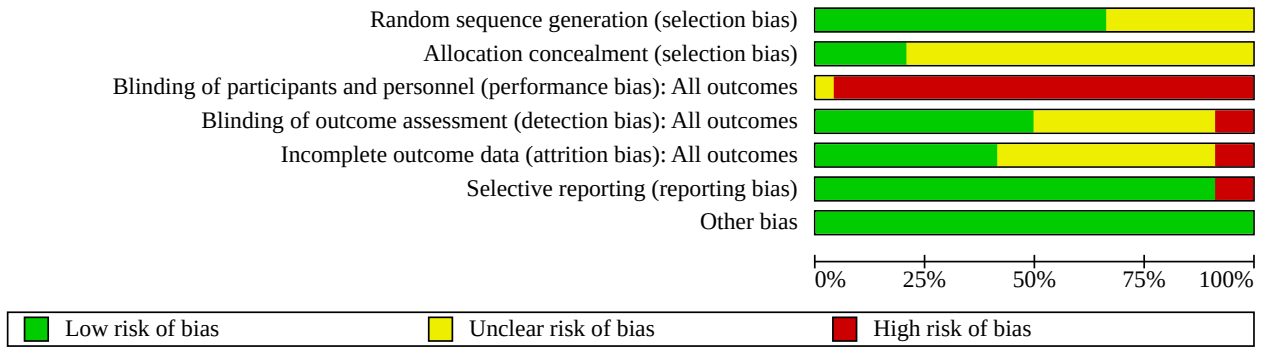 Random sequence generation (selection bias)
Allocation concealment (selection bias)
Blinding of participants and personnel (performance bias): All outcomes
Blinding of outcome assessment (detection bias): All outcomes
Incomplete outcome data (attrition bias): All outcomes
Selective reporting (reporting bias)
Other bias
0% 25% 50% 75% 100%
Low risk of bias Unclear risk of bias High risk of bias